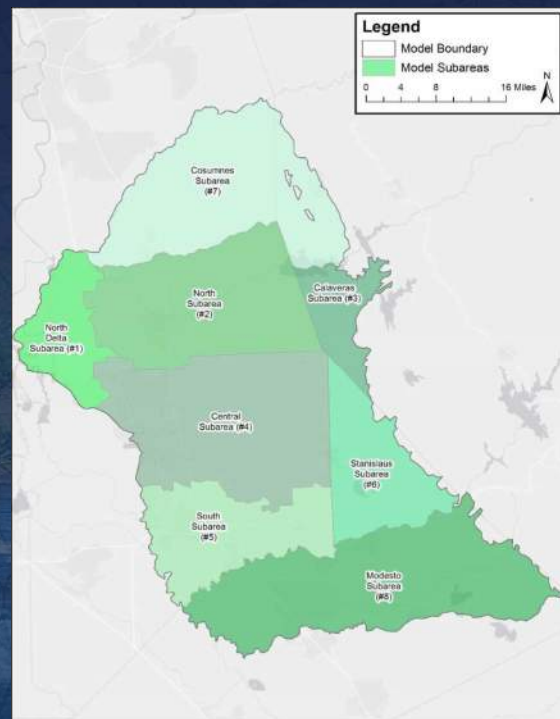 Legend
Model Boundary
Model Subareas
N
0 4 8 16 Miles
Cosumnes
Subarea
(#7)
North
Subarea
(#2)
Calaveras
Subarea (#3)
North
Delta
Subarea (#1)
Central
Subarea (#4)
Stanislaus
Subarea
(#6)
South
Subarea
(#5)
Modesto
Subarea
(#8)